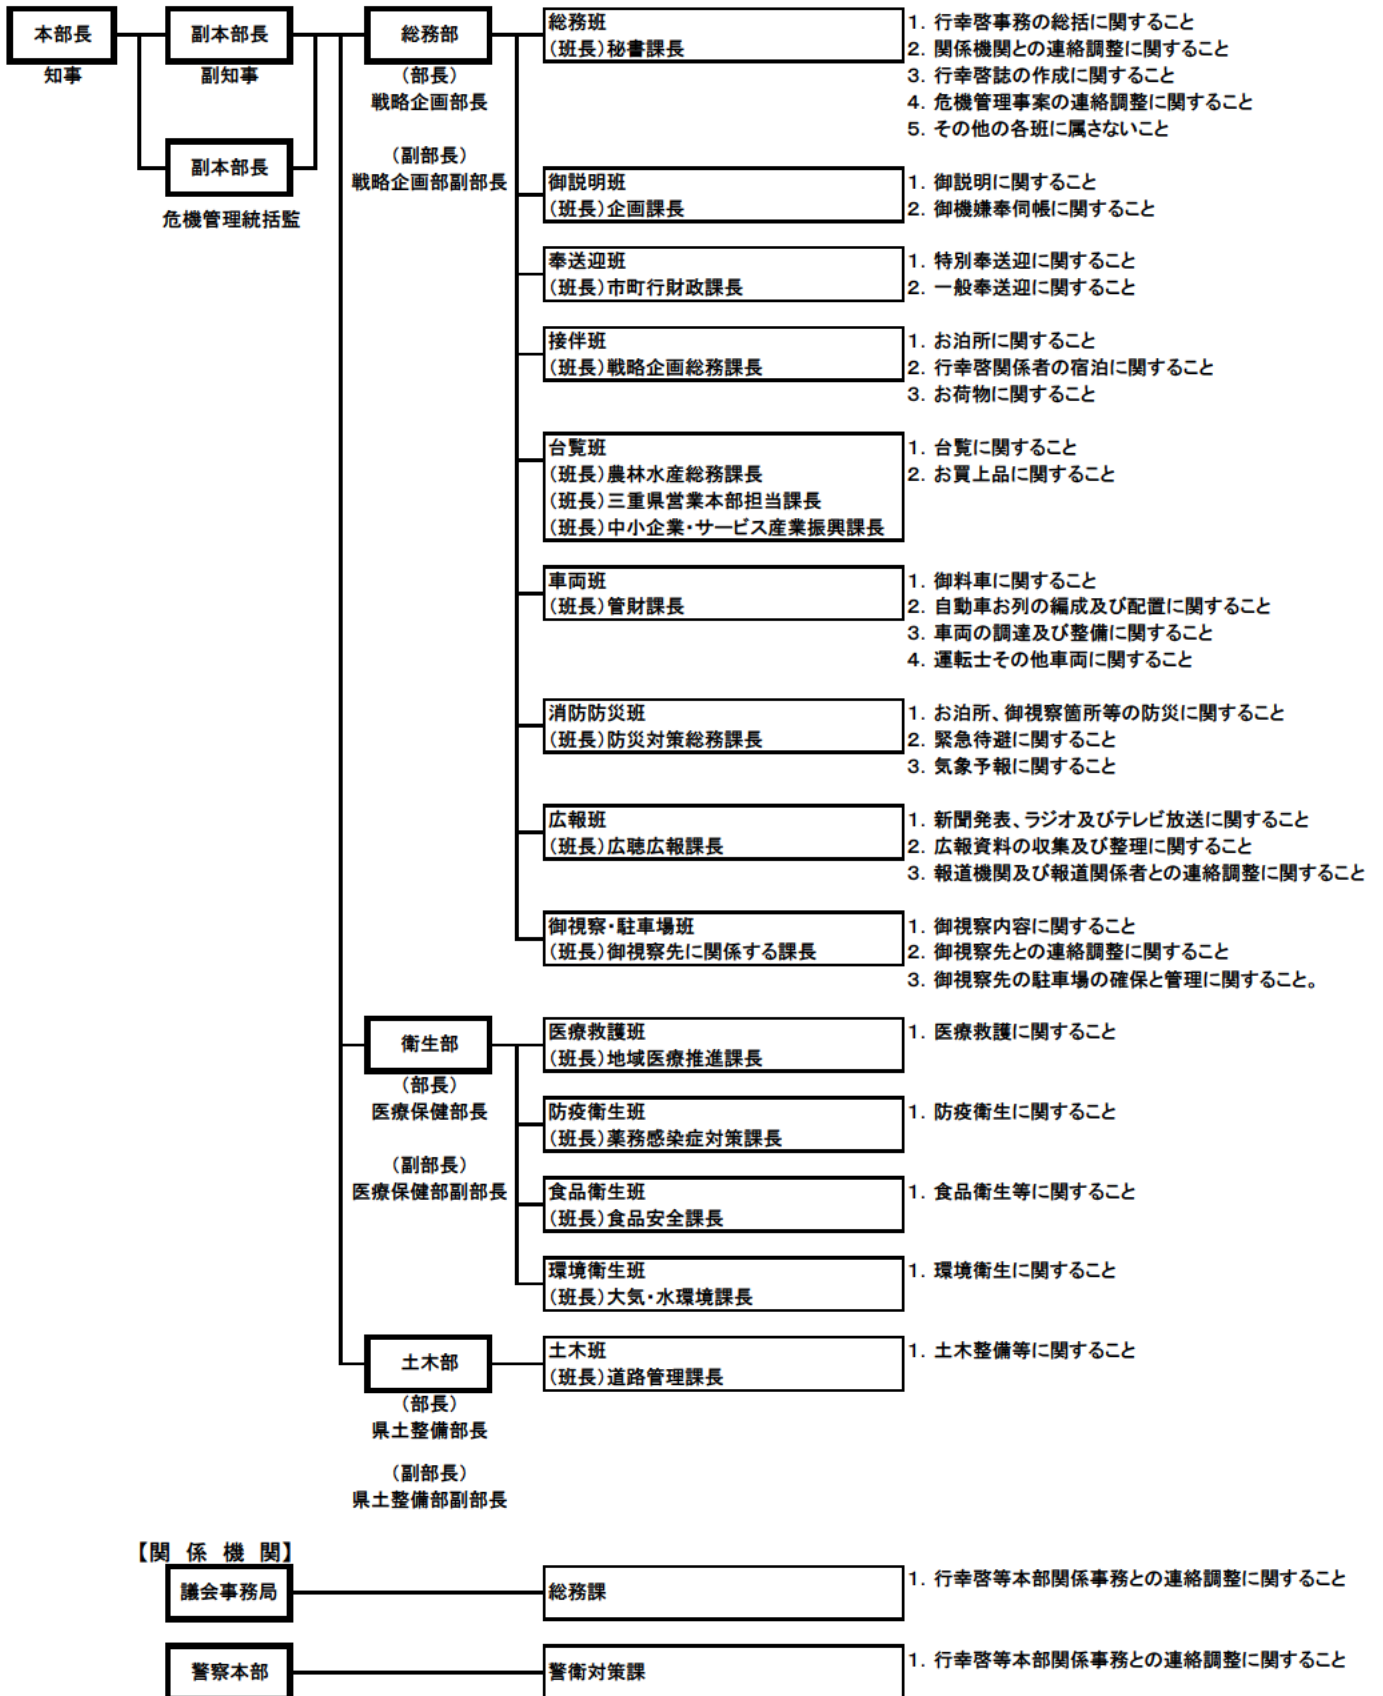 本部長
知事
副本部長
副知事
副本部長
危機管理統括監
総務部
（部長）
戦略企画部長
（副部長）
戦略企画部副部長
総務班
（班長）秘書課長
1. 行幸啓事務の総括に関すること
2. 関係機関との連絡調整に関すること
3. 行幸啓誌の作成に関すること
4. 危機管理事案の連絡調整に関すること
5. その他の各班に属さないこと
御説明班
（班長）企画課長
1. 御説明に関すること
2. 御機嫌奉伺帳に関すること
奉送迎班
（班長）市町行財政課長
1. 特別奉送迎に関すること
2. 一般奉送迎に関すること
接伴班
（班長）戦略企画総務課長
1. お泊所に関すること
2. 行幸啓関係者の宿泊に関すること
3. お荷物に関すること
台覧班
（班長）農林水産総務課長
（班長）三重県営業本部担当課長
（班長）中小企業・サービス産業振興課長
1. 台覧に関すること
2. お買上品に関すること
車両班
（班長）管財課長
1. 御料車に関すること
2. 自動車お列の編成及び配置に関すること
3. 車両の調達及び整備に関すること
4. 運転士その他車両に関すること
消防防災班
（班長）防災対策総務課長
1. お泊所、御視察箇所等の防災に関すること
2. 緊急待避に関すること
3. 気象予報に関すること
広報班
（班長）広聴広報課長
1. 新聞発表、ラジオ及びテレビ放送に関すること
2. 広報資料の収集及び整理に関すること
3. 報道機関及び報道関係者との連絡調整に関すること
御視察・駐車場班
（班長）御視察先に関係する課長
1. 御視察内容に関すること
2. 御視察先との連絡調整に関すること
3. 御視察先の駐車場の確保と管理に関すること。
衛生部
（部長）
医療保健部長
（副部長）
医療保健部副部長
医療救護班
（班長）地域医療推進課長
1. 医療救護に関すること
防疫衛生班
（班長）薬務感染症対策課長
1. 防疫衛生に関すること
食品衛生班
（班長）食品安全課長
1. 食品衛生等に関すること
環境衛生班
（班長）大気・水環境課長
1. 環境衛生に関すること
土木部
（部長）
県土整備部長
（副部長）
県土整備部副部長
土木班
（班長）道路管理課長
1. 土木整備等に関すること
【関 係 機 関】
議会事務局
総務課
1. 行幸啓等本部関係事務との連絡調整に関すること
警察本部
警衛対策課
1. 行幸啓等本部関係事務との連絡調整に関すること